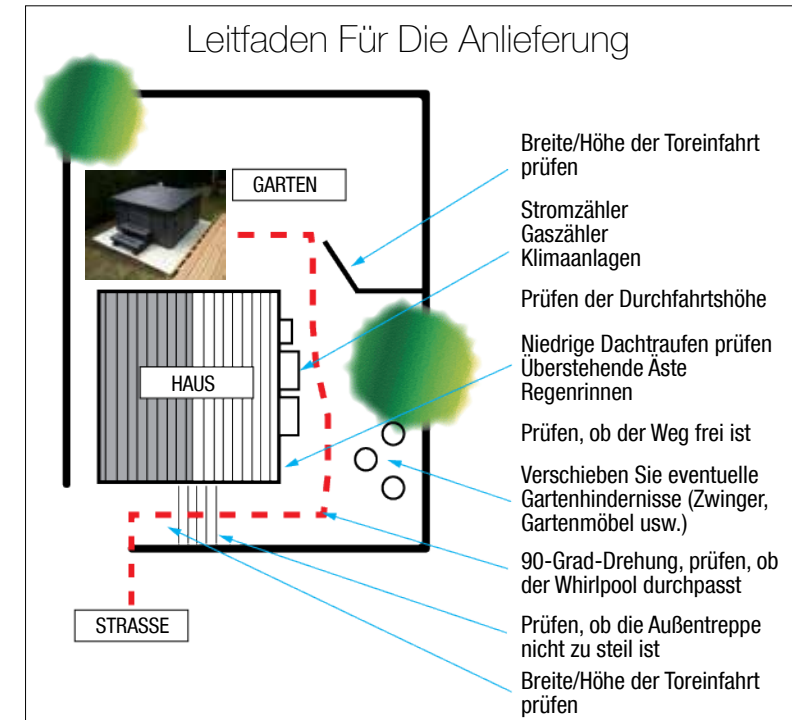 Leitfaden Für Die Anlieferung
GARTEN
HAUS
STRASSE
Breite/Höhe der Toreinfahrt
prüfen
Stromzähler
Gaszähler
Klimaanlagen
Prüfen der Durchfahrtshöhe
Niedrige Dachtraufen prüfen
Überstehende Äste
Regenrinnen
Prüfen, ob der Weg frei ist
Verschieben Sie eventuelle
Gartenhindernisse (Zwinger,
Gartenmöbel usw.)
90-Grad-Drehung, prüfen, ob
der Whirlpool durchpasst
Prüfen, ob die Außentreppe
nicht zu steil ist
Breite/Höhe der Toreinfahrt
prüfen